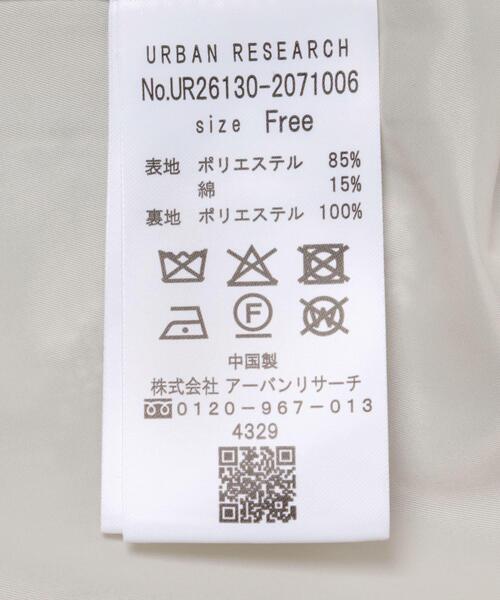 URBAN RESEARCH
No.UR26130-2071006
size Free
表地 ポリエステル 85%
綿 15%
裏地 ポリエステル 100%
F
W
中国製
株式会社 アーバンリサーチ
0120-967-013
4329